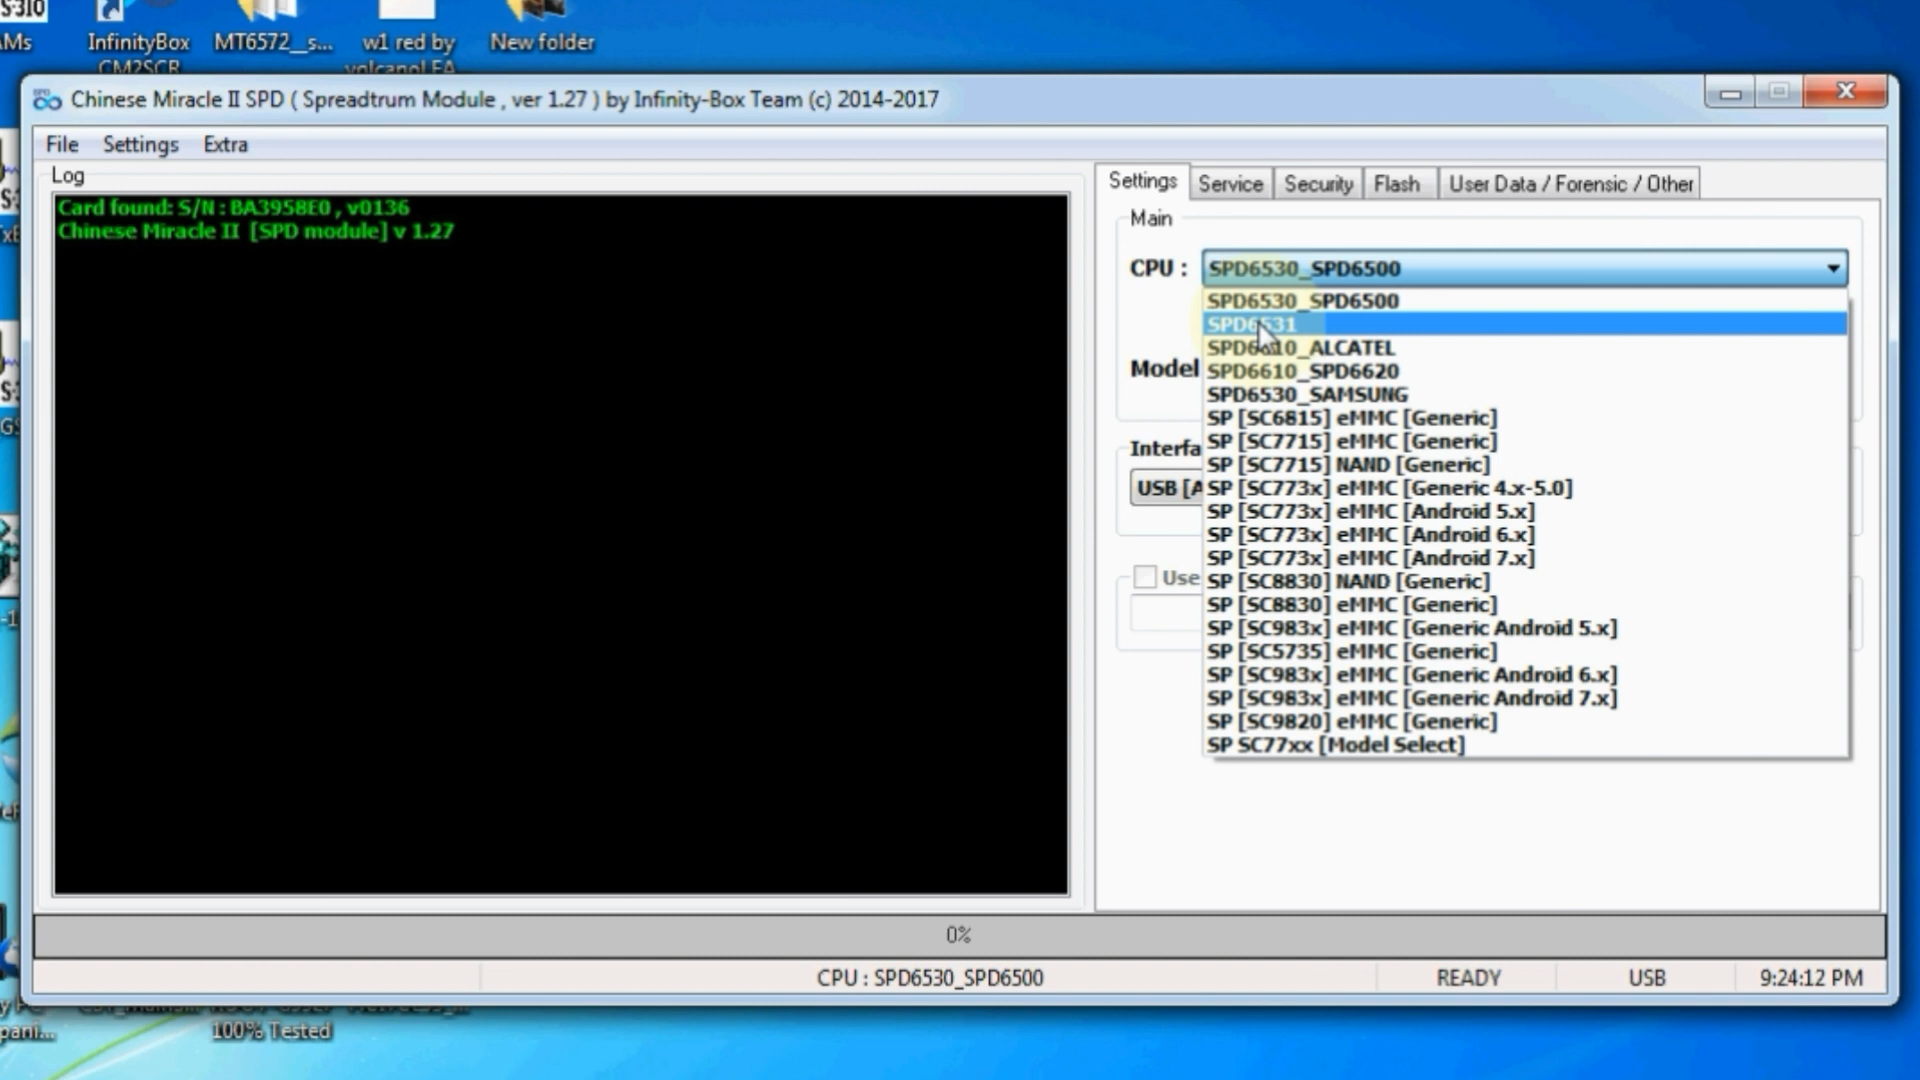 InfinityBox MT6572__s... w1 red by New folder
CM2SCR
Chinese Miracle II SPD ( Spreadtrum Module , ver 1.27 ) by Infinity-Box Team (c) 2014-2017
File Settings Extra
Log
Card found: S/N : BA3958E0 , v0136
Chinese Miracle II [SPD module] v 1.27
Settings Service Security Flash User Data / Forensic / Other
Main
CPU : SPD6530_SPD6500
SPD6530_SPD6500
SPD6531
SPD6610_ALCATEL
Model
SPD6610_SPD6620
SPD6530_SAMSUNG
SP [SC6815] eMMC [Generic]
SP [SC7715] eMMC [Generic]
Interfa
SP [SC7715] NAND [Generic]
USB [A
SP [SC773x] eMMC [Generic 4.x-5.0]
SP [SC773x] eMMC [Android 5.x]
SP [SC773x] eMMC [Android 6.x]
SP [SC773x] eMMC [Android 7.x]
Use
SP [SC8830] NAND [Generic]
SP [SC8830] eMMC [Generic]
SP [SC983x] eMMC [Generic Android 5.x]
SP [SC5735] eMMC [Generic]
SP [SC983x] eMMC [Generic Android 6.x]
SP [SC983x] eMMC [Generic Android 7.x]
SP [SC9820] eMMC [Generic]
SP SC77xx [Model Select]
0%
CPU : SPD6530_SPD6500 READY USB 9:24:12 PM
100% Tested